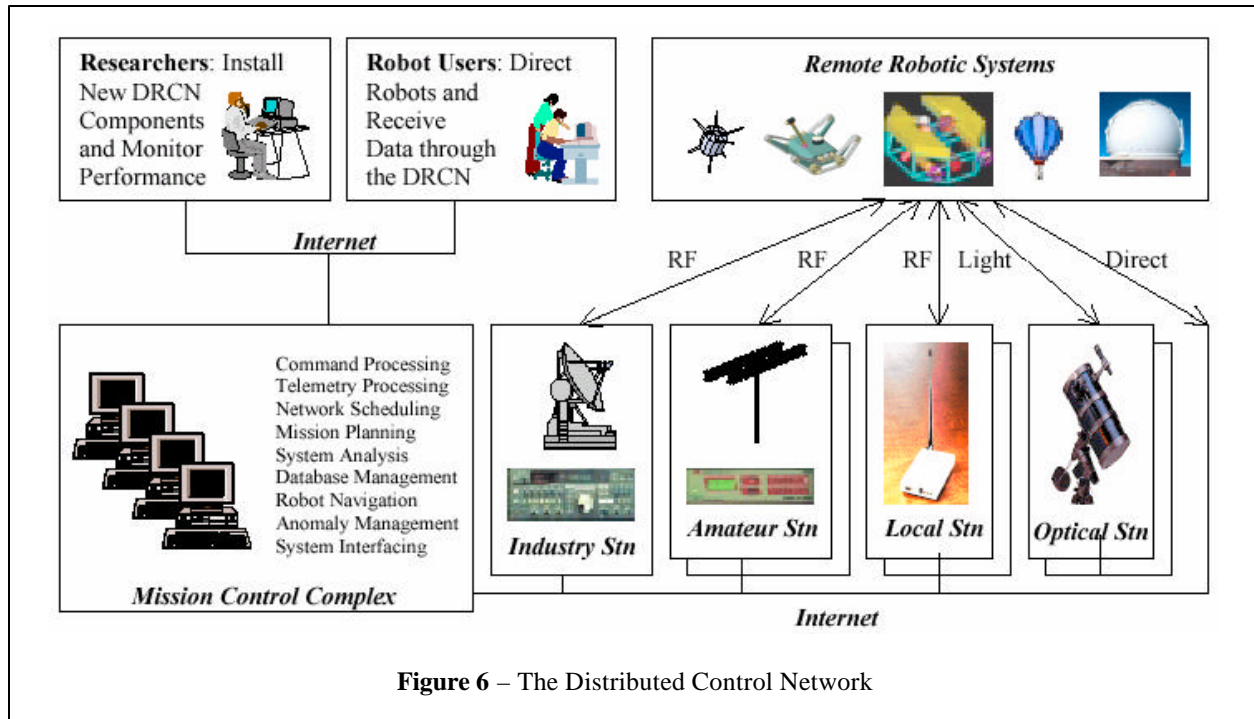 Researchers: Install
New DRCN
Components
and Monitor
Performance
Robot Users: Direct
Robots and
Receive
Data through
the DRCN
Remote Robotic Systems
Internet
RF
RF
RF
Light
Direct
Command Processing
Telemetry Processing
Network Scheduling
Mission Planning
System Analysis
Database Management
Robot Navigation
Anomaly Management
System Interfacing
Mission Control Complex
Industry Stn
Amateur Stn
Local Stn
Optical Stn
Internet
Figure 6 – The Distributed Control Network